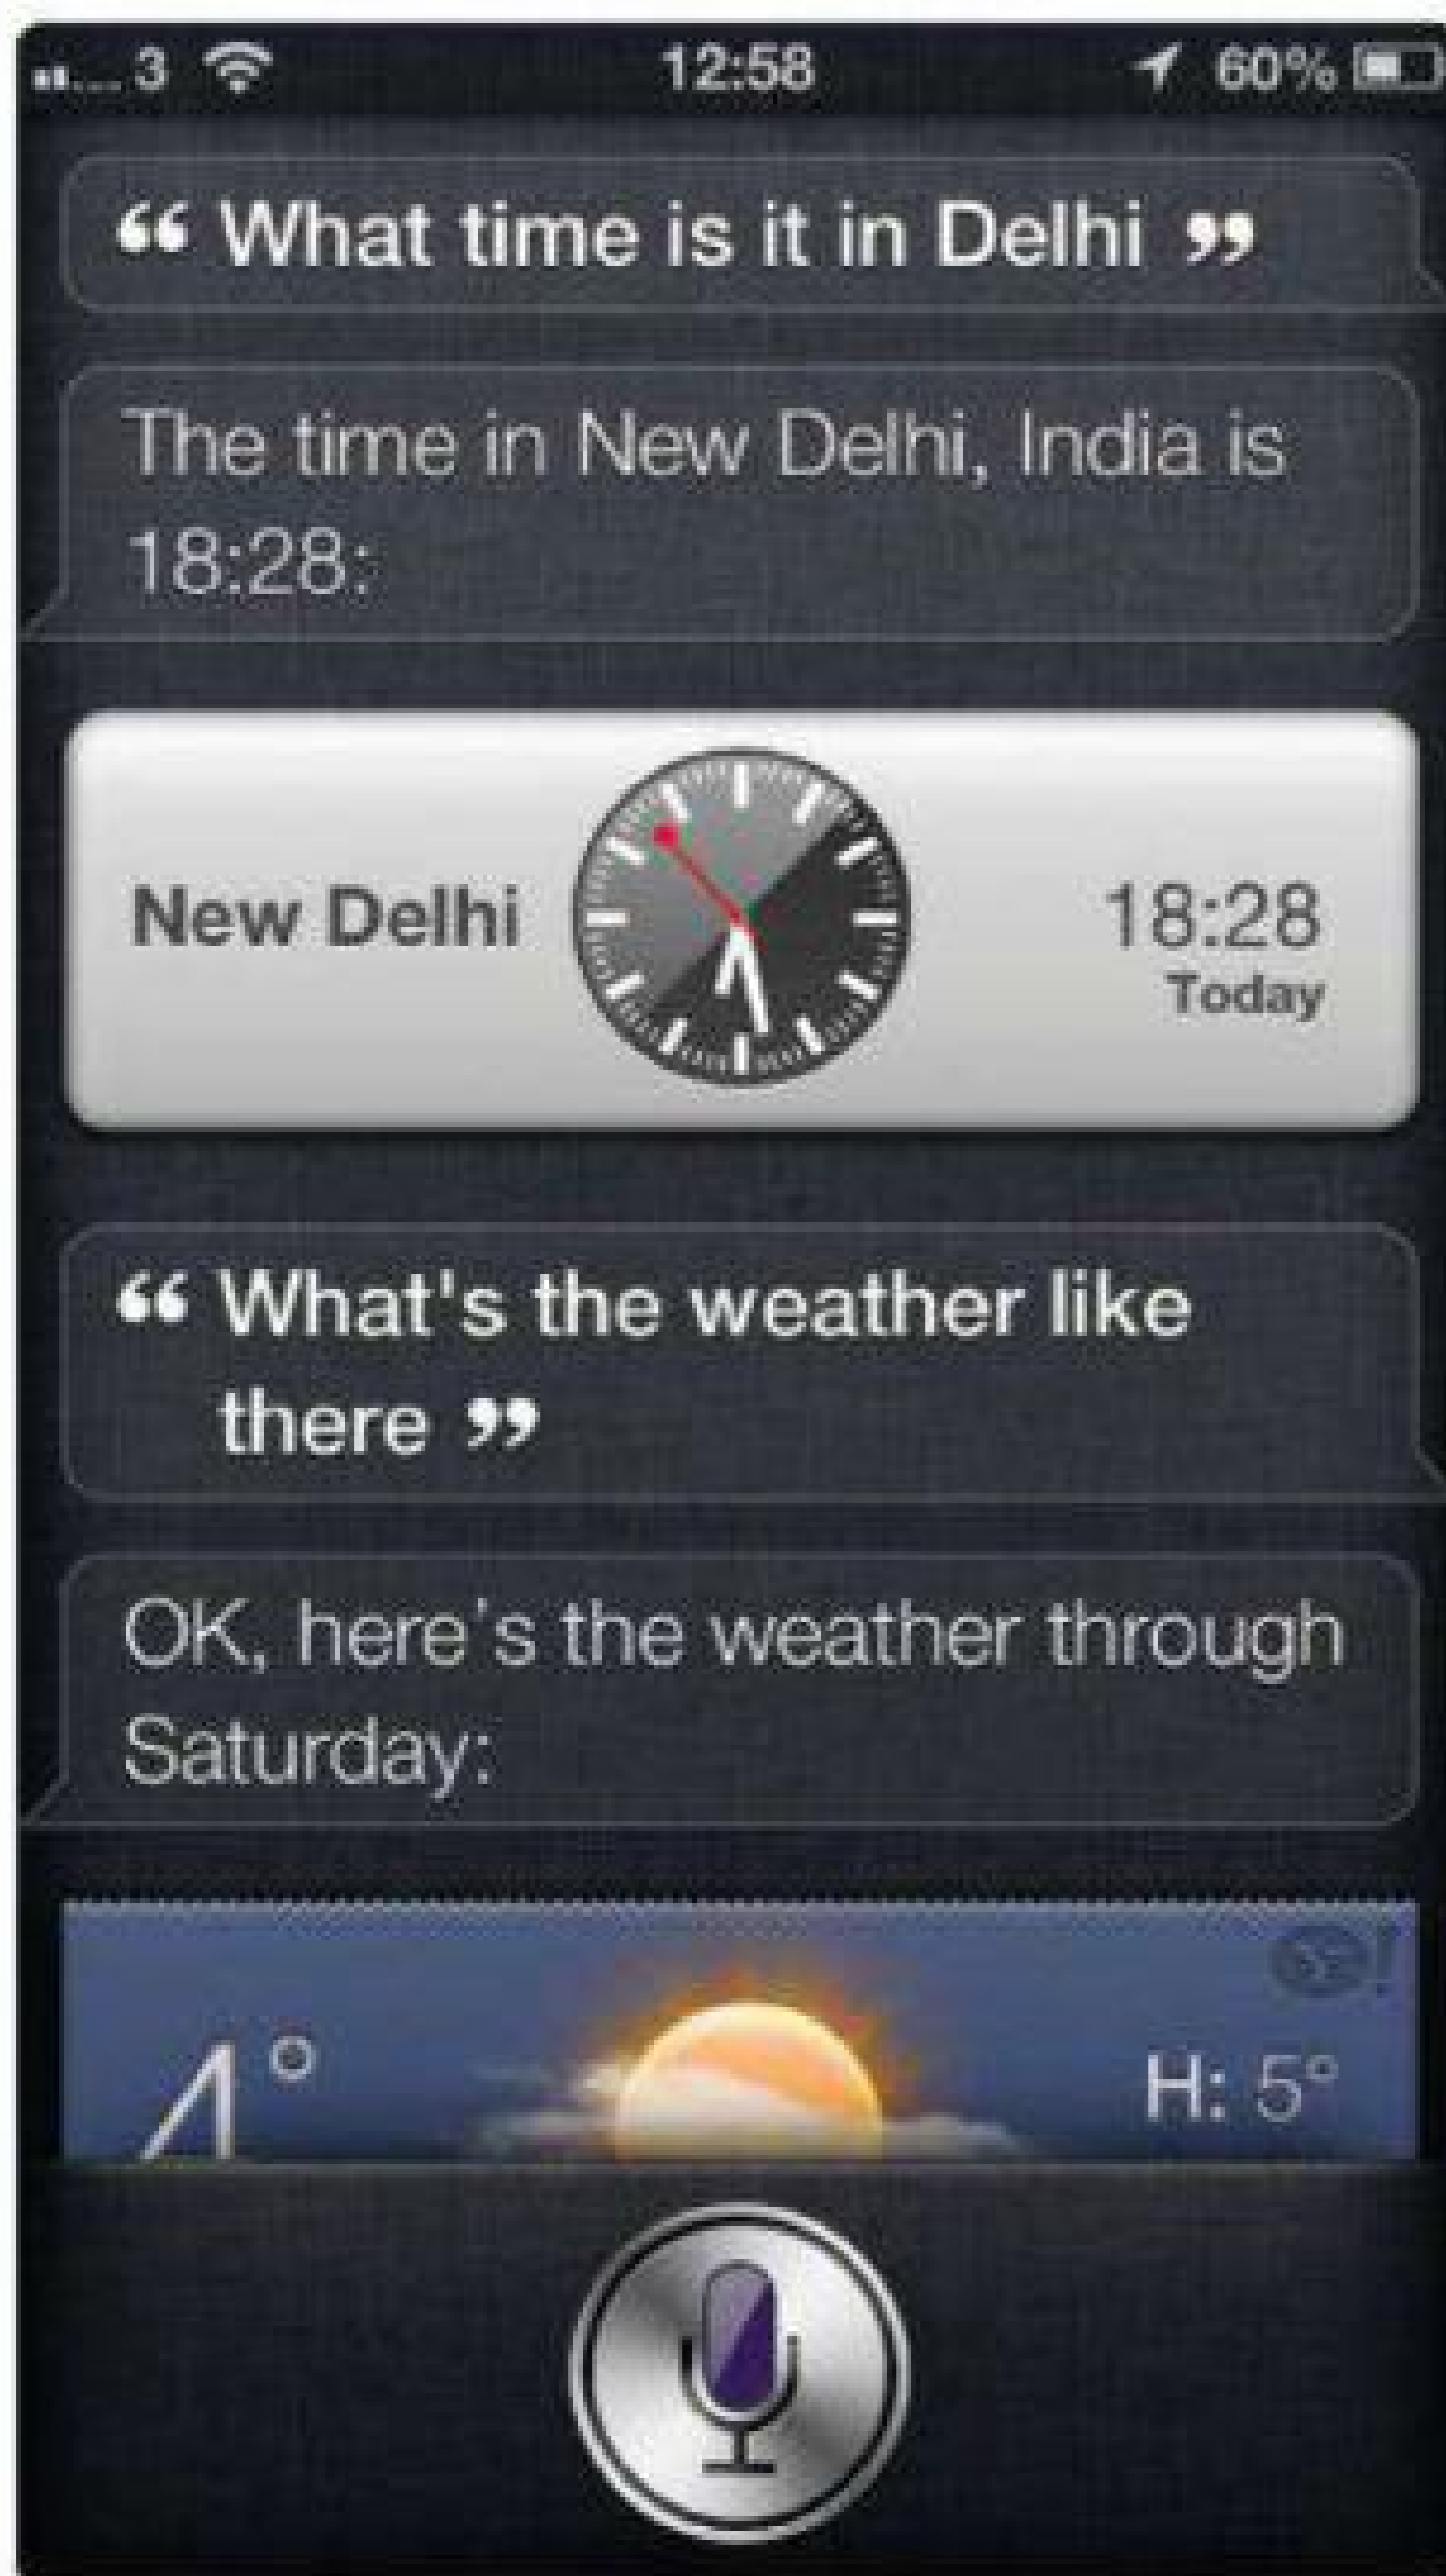 3 12:58 60%
“ What time is it in Delhi ”
The time in New Delhi, India is
18:28:
New Delhi 18:28
Today
“ What's the weather like
there ”
OK, here's the weather through
Saturday:
4° H: 5°